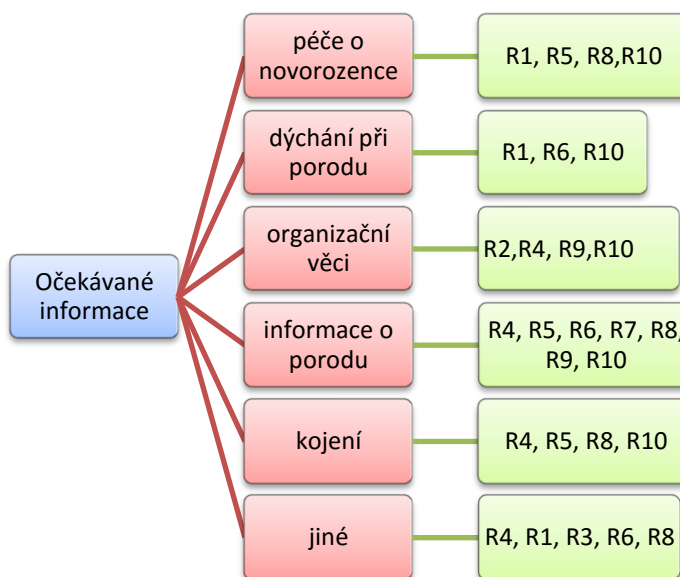 Očekávané
informace
péče o
novorozence
R1, R5, R8,R10
dýchání při
porodu
R1, R6, R10
organizační
věci
R2,R4, R9,R10
informace o
porodu
R4, R5, R6, R7, R8,
R9, R10
kojení
R4, R5, R8, R10
jiné
R4, R1, R3, R6, R8